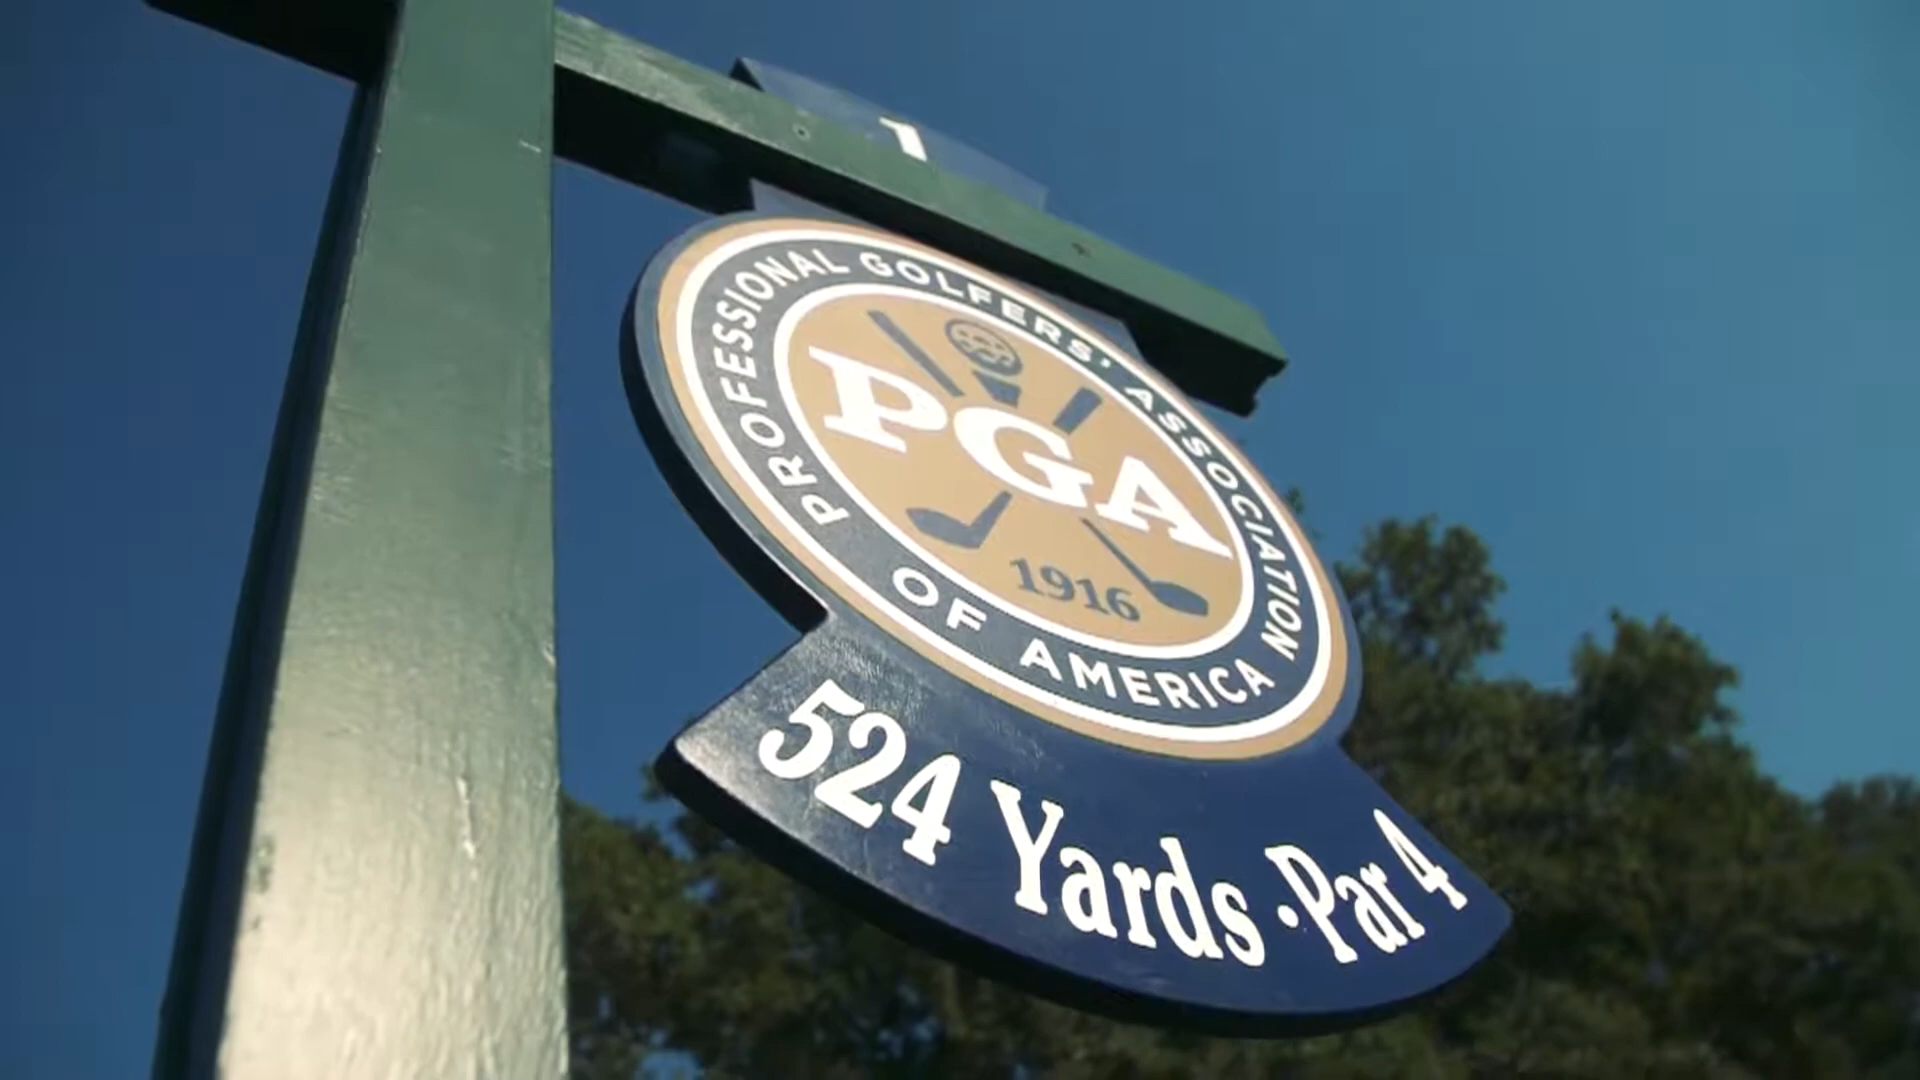 1
PROFESSIONAL GOLFERS' ASSOCIATION
PGA
1916
OF AMERICA
524 Yards · Par 4